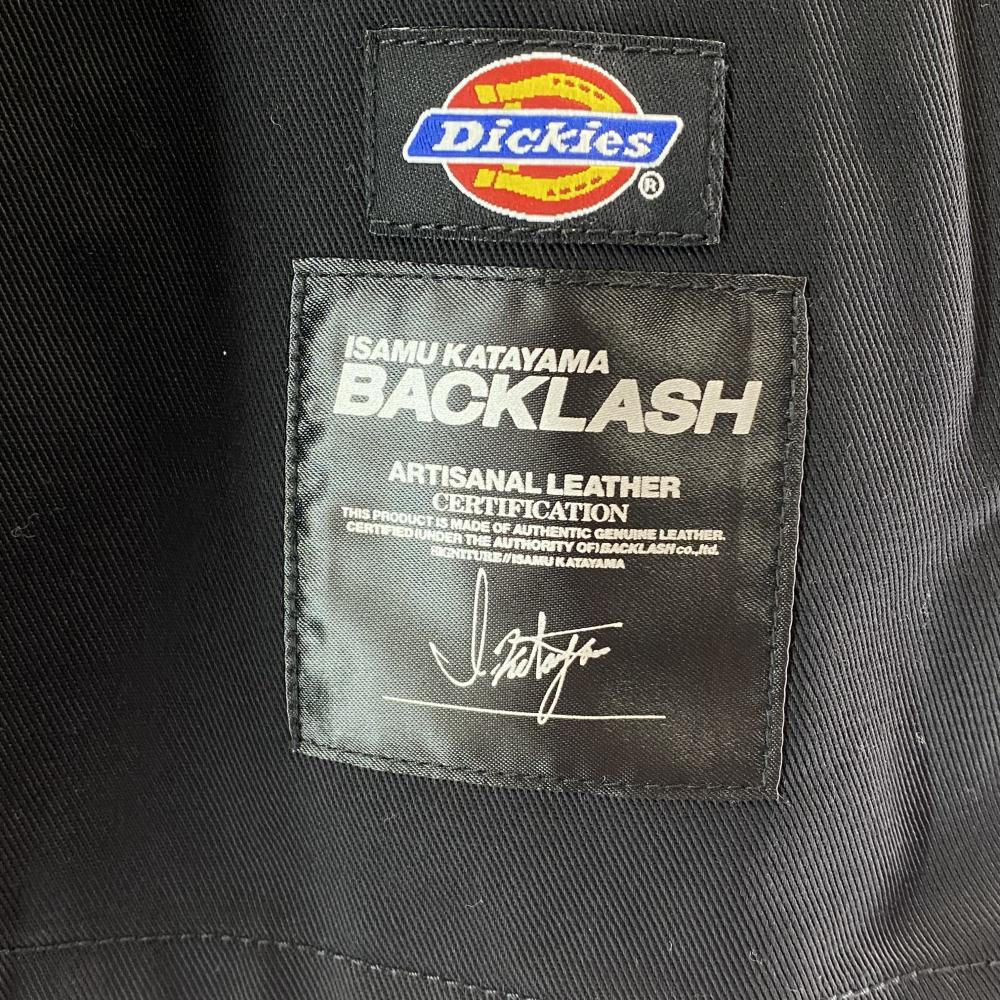 Dickies
®
ISAMU KATAYAMA
BACKLASH
ARTISANAL LEATHER
CERTIFICATION
THIS PRODUCT IS MADE OF AUTHENTIC GENUINE LEATHER.
CERTIFIED(UNDER THE AUTHORITY OF)BACKLASH co.,ltd.
SIGNITURE//ISAMU KATAYAMA
I. Katayama